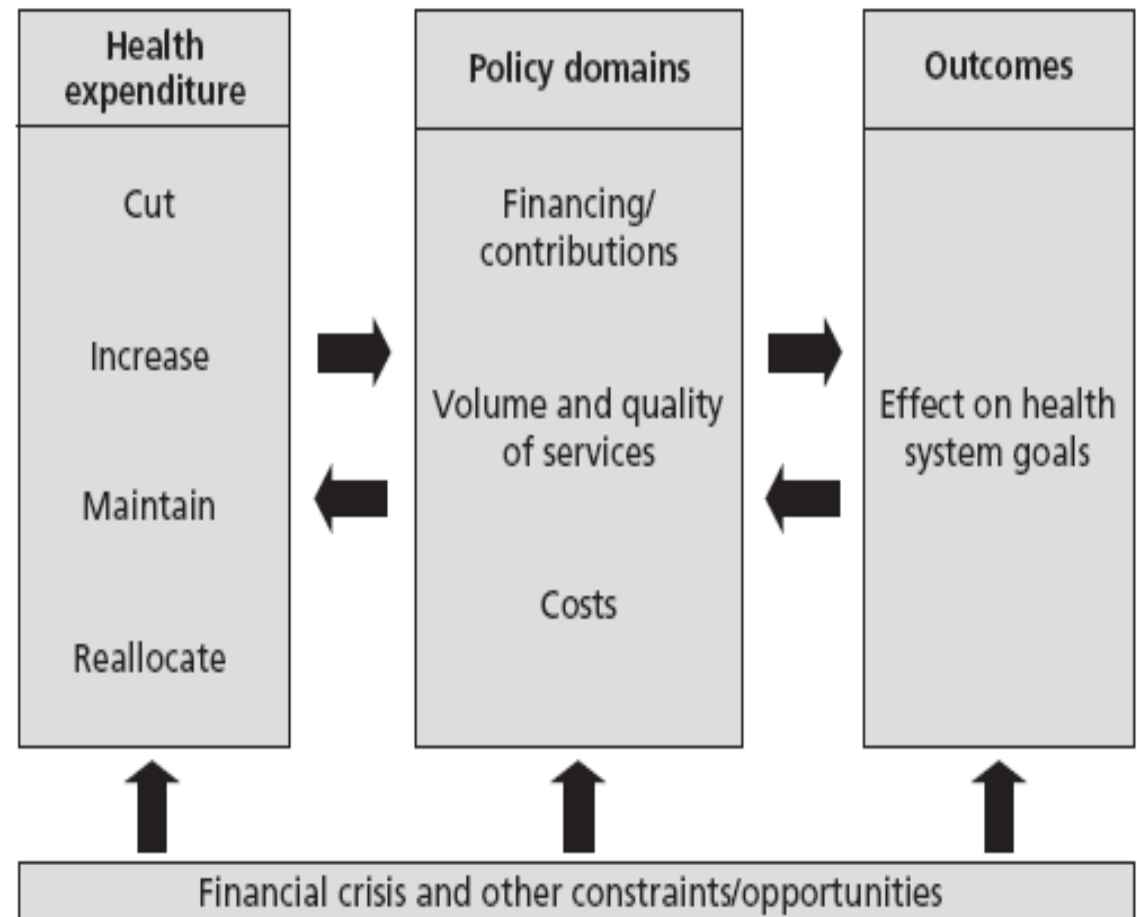 Health
expenditure
Cut
Increase
Maintain
Reallocate
Policy domains
Financing/
contributions
Volume and quality
of services
Costs
Outcomes
Effect on health
system goals
Financial crisis and other constraints/opportunities